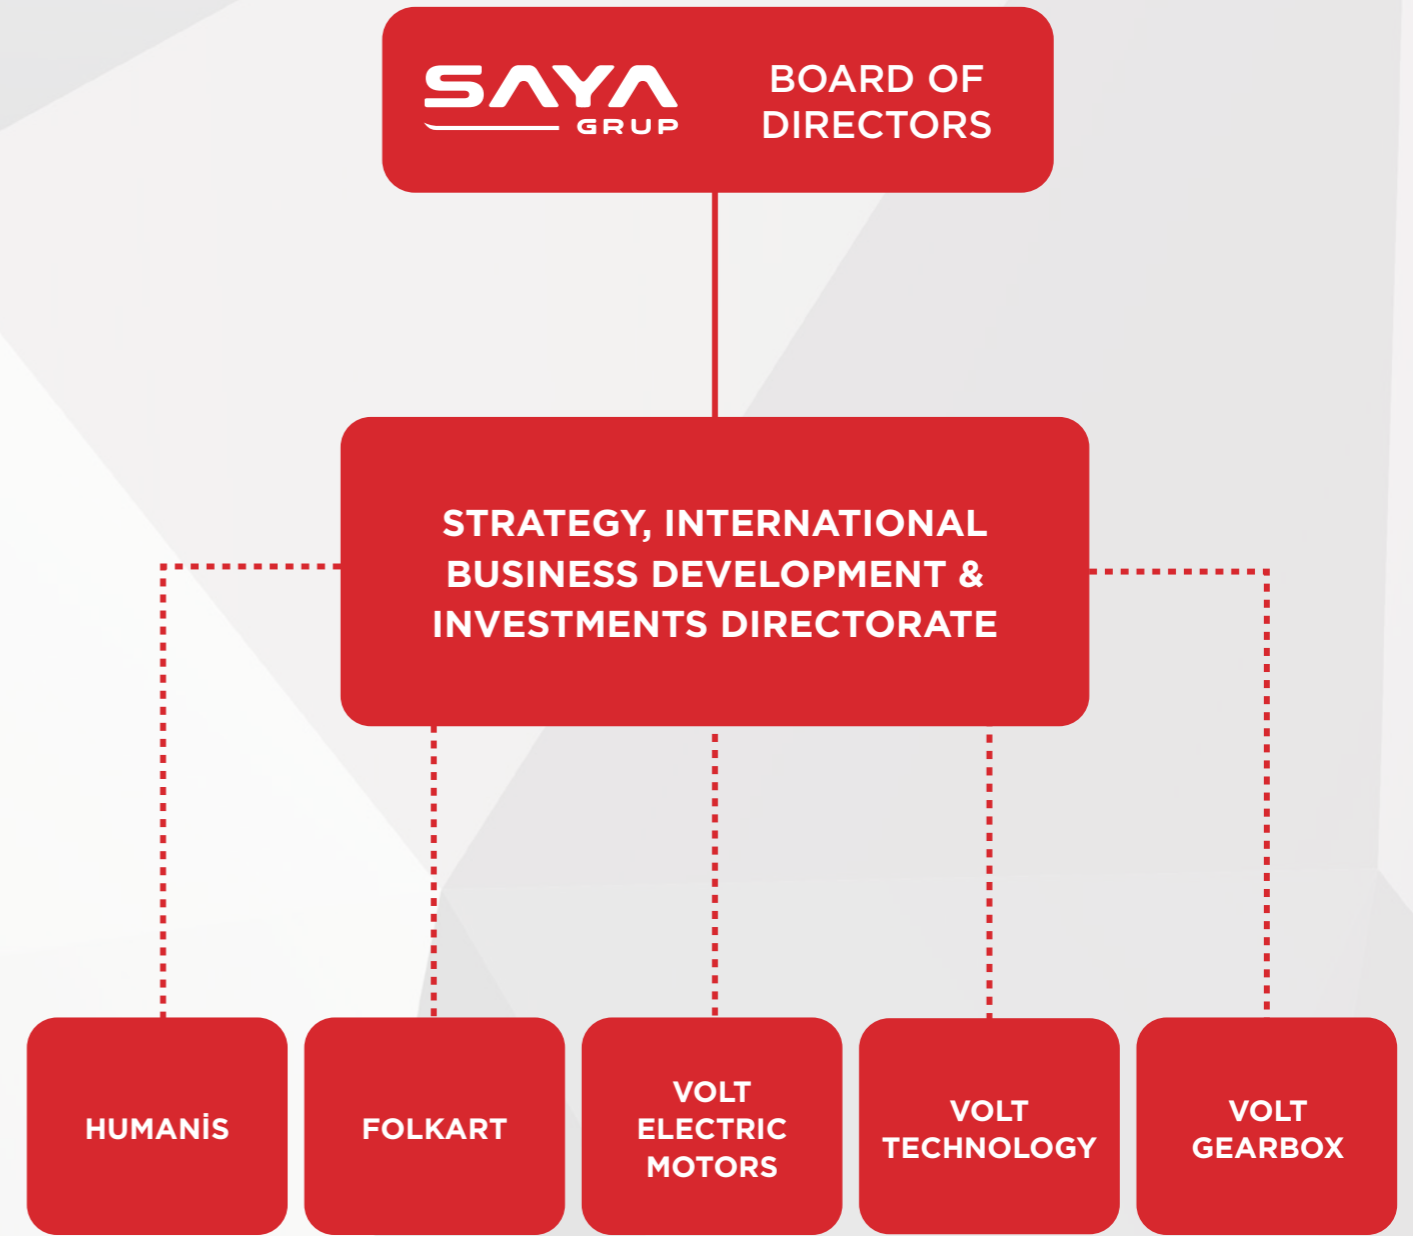 SAYA
GRUP
BOARD OF
DIRECTORS
STRATEGY, INTERNATIONAL
BUSINESS DEVELOPMENT &
INVESTMENTS DIRECTORATE
HUMANİS
FOLKART
VOLT
ELECTRIC
MOTORS
VOLT
TECHNOLOGY
VOLT
GEARBOX